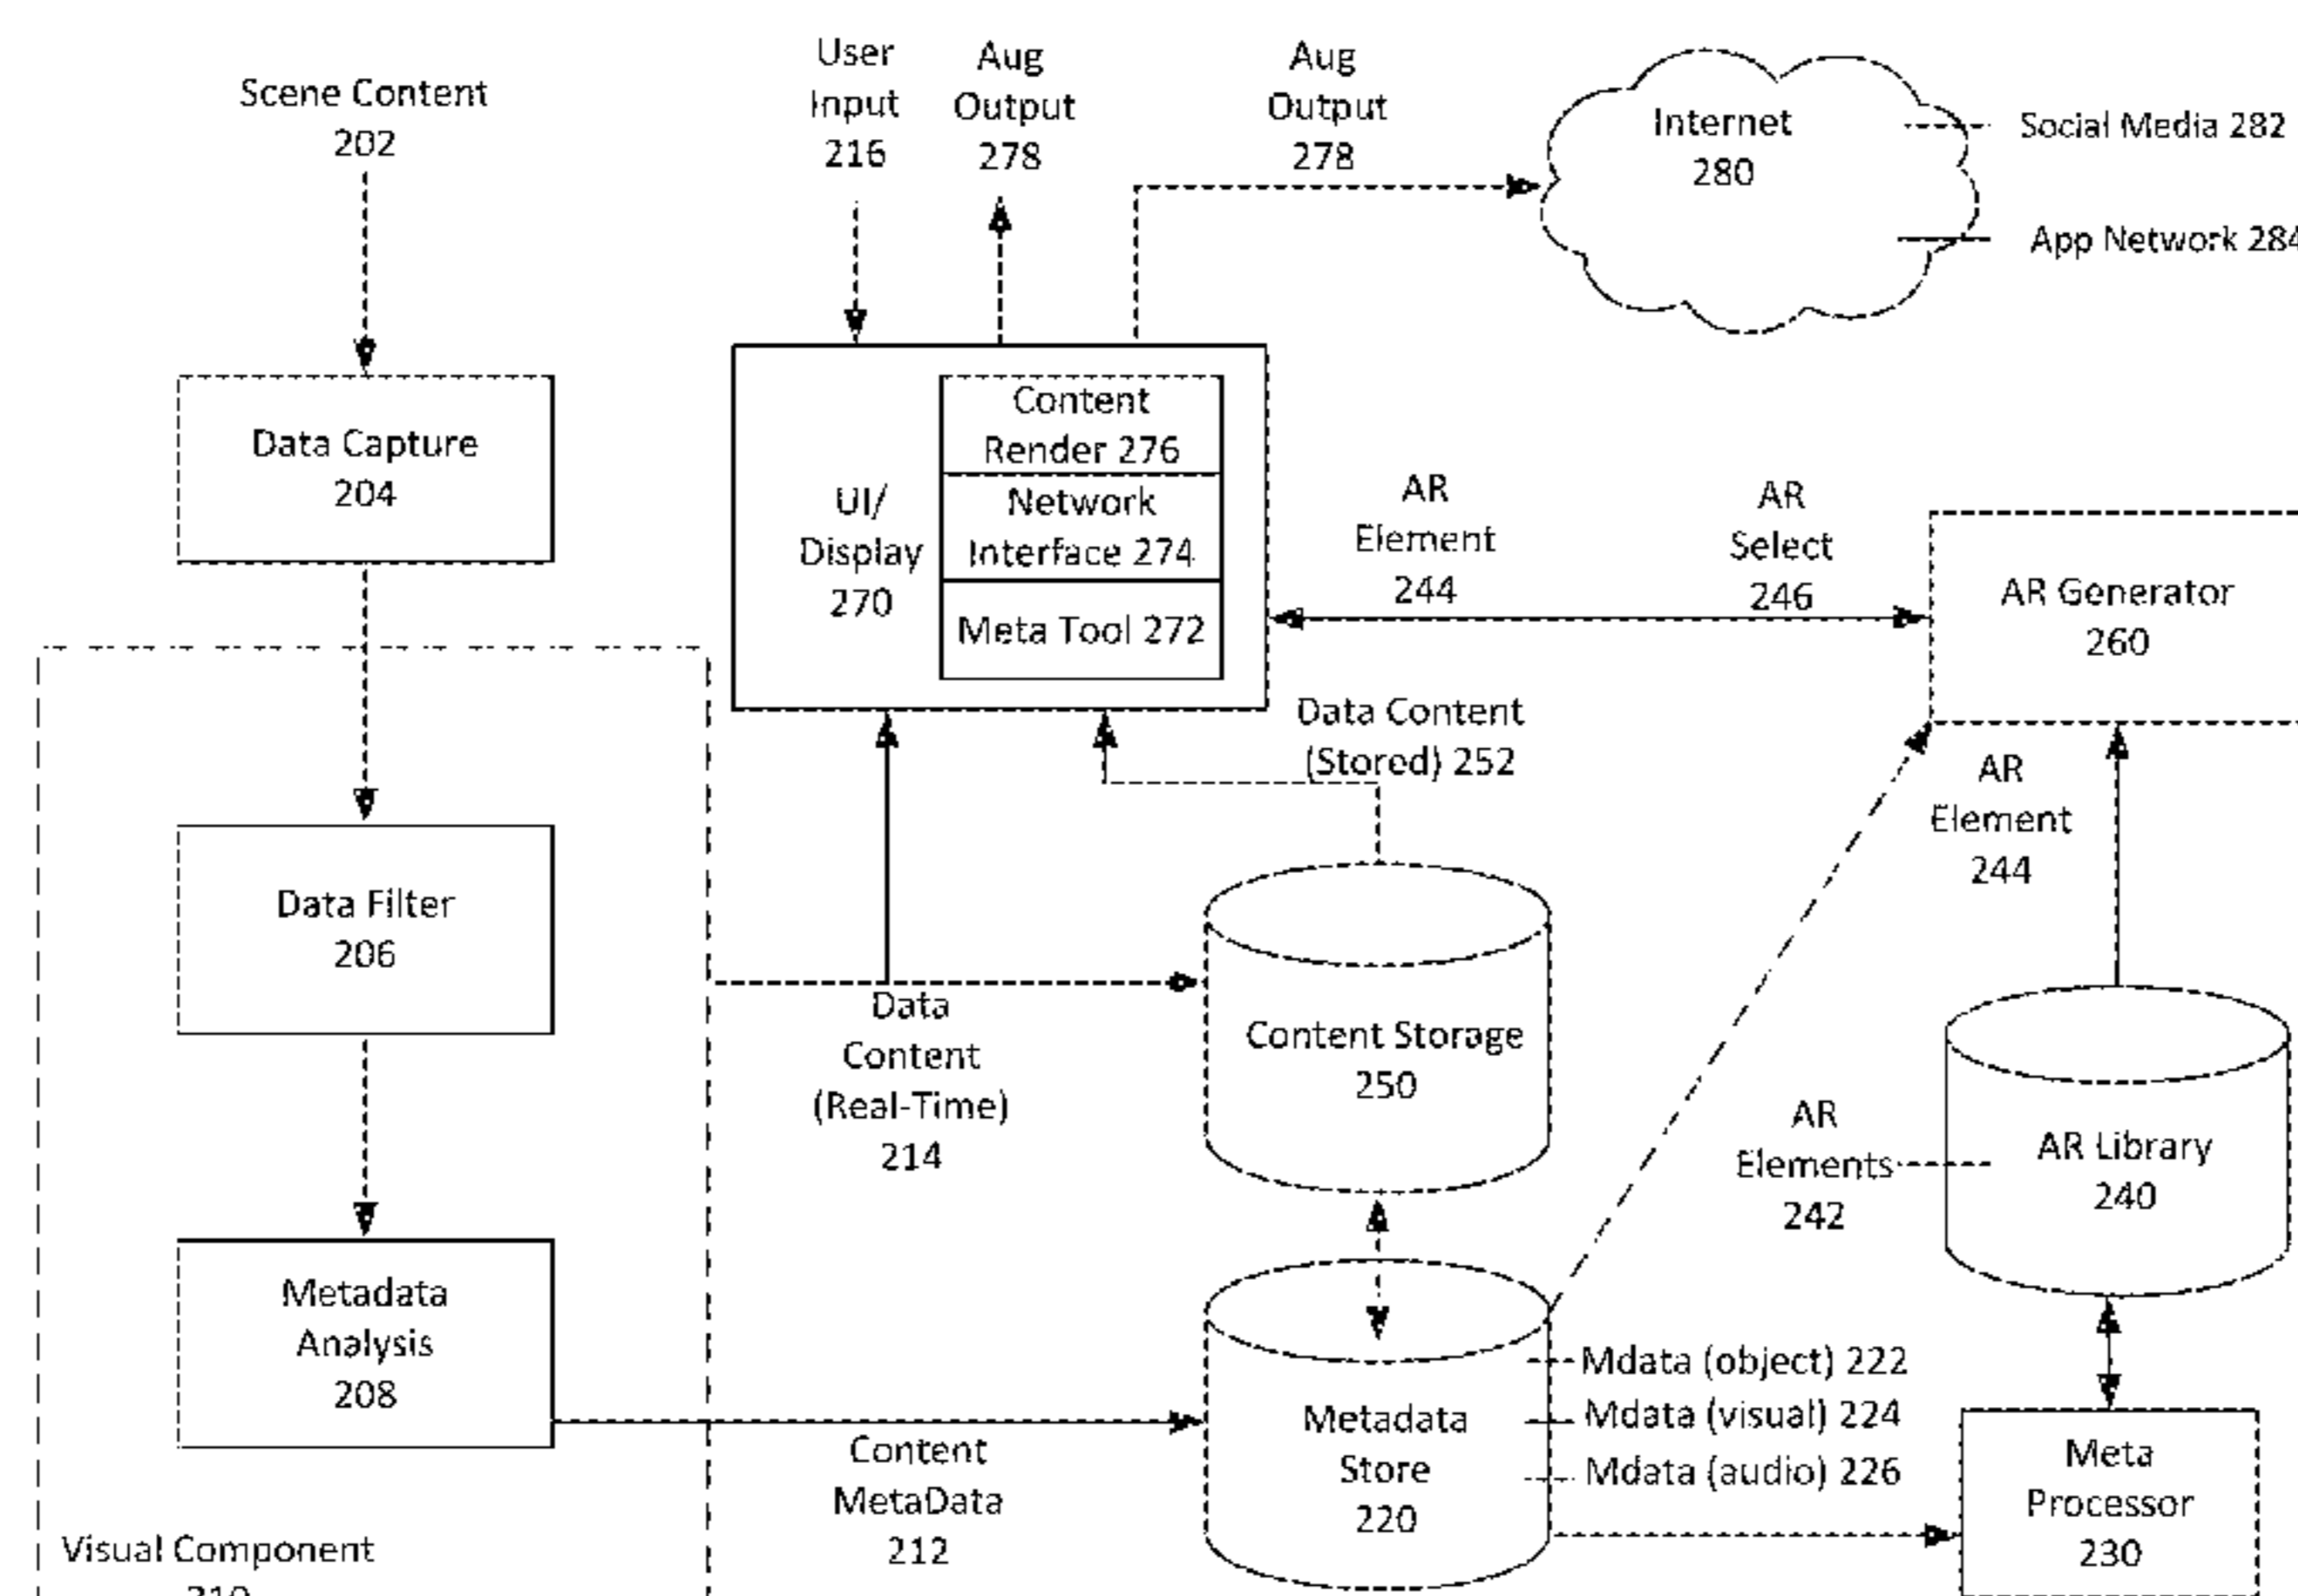 Scene Content
202
User
Input
216
Aug
Output
278
Aug
Output
278
Internet
280
Social Media 282
App Network 284
Data Capture
204
UI/
Display
270
Content
Render 276
Network
Interface 274
Meta Tool 272
AR
Element
244
AR
Select
246
AR Generator
260
Data Content
(Stored) 252
AR
Element
244
Data Filter
206
Data
Content
(Real-Time)
214
Content Storage
250
AR
Elements
242
AR Library
240
Metadata
Analysis
208
Content
MetaData
212
Metadata
Store
220
Mdata (object) 222
Mdata (visual) 224
Mdata (audio) 226
Meta
Processor
230
Visual Component
210